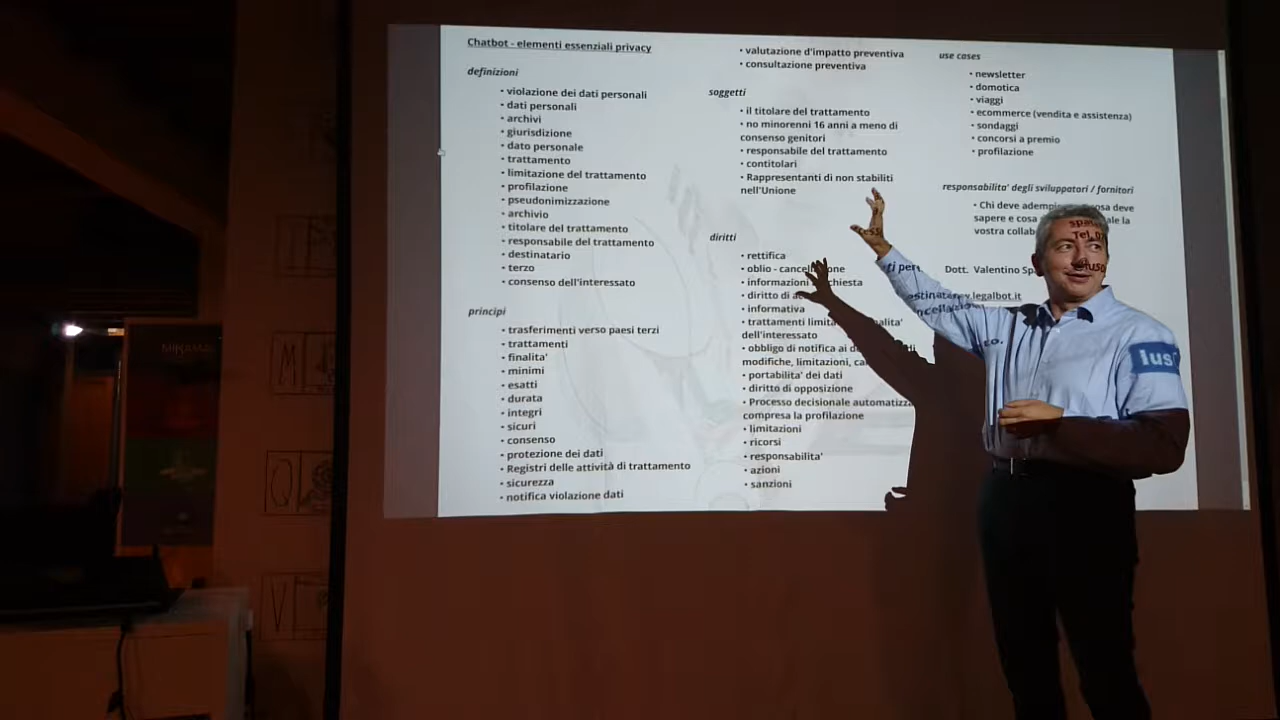 Chatbot - elementi essenziali privacy
definizioni
• violazione dei dati personali
• dati personali
• archivi
• giurisdizione
• dato personale
• trattamento
• limitazione del trattamento
• profilazione
• pseudonimizzazione
• archivio
• titolare del trattamento
• responsabile del trattamento
• destinatario
• terzo
• consenso dell'interessato
principi
• trasferimenti verso paesi terzi
• trattamenti
• finalita'
• minimi
• esatti
• durata
• integri
• sicuri
• consenso
• protezione dei dati
• Registri delle attività di trattamento
• sicurezza
• notifica violazione dati
• valutazione d'impatto preventiva
• consultazione preventiva
soggetti
• il titolare del trattamento
• no minorenni 16 anni a meno di
consenso genitori
• responsabile del trattamento
• contitolari
• Rappresentanti di non stabiliti
nell'Unione
diritti
• rettifica
• oblio -
• informazioni
• diritto di
• informativa
• trattamenti
dell'interessato
• obbligo di notifica ai
modifiche, limitazioni,
• portabilita' dei dati
• diritto di opposizione
• Processo decisionale
compresa la profilazione
• limitazioni
• ricorsi
• responsabilita'
• azioni
• sanzioni
use cases
• newsletter
• domotica
• viaggi
• ecommerce (vendita e assistenza)
• sondaggi
• concorsi a premio
• profilazione
responsabilita' degli sviluppatori / fornitori
• Chi deve deve
sapere e cosa la
vostra
Dott. Valentino
legalbot.it
Tel.
ius
MIKAMAI
M
Q
V